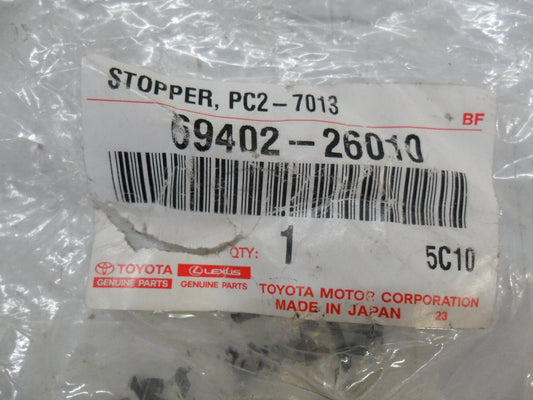 STOPPER, PC2-7013
BF
69402-26010
QTY: 1
5C10
TOYOTA
GENUINE PARTS
LEXUS
GENUINE PARTS
TOYOTA MOTOR CORPORATION
MADE IN JAPAN 23